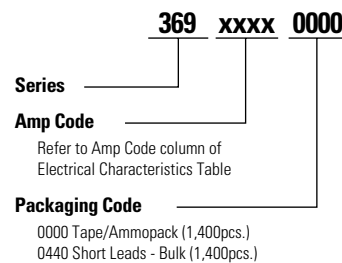 369 xxxx 0000
Series
Amp Code
Refer to Amp Code column of
Electrical Characteristics Table
Packaging Code
0000 Tape/Ammopack (1,400pcs.)
0440 Short Leads - Bulk (1,400pcs.)